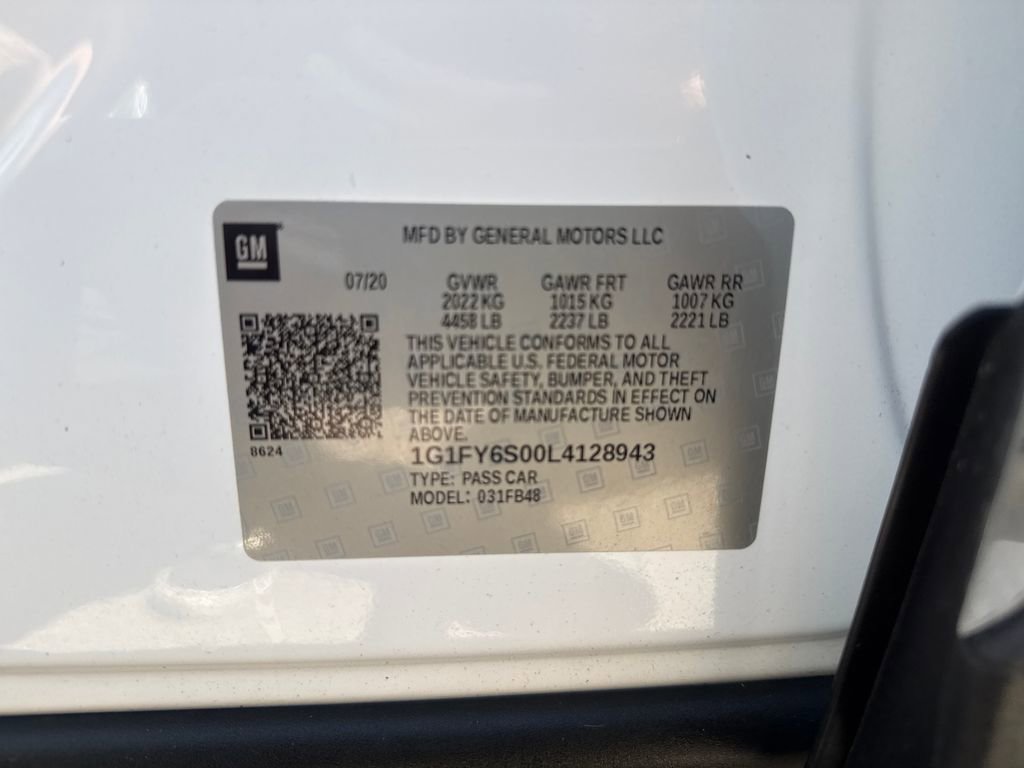 GM
MFD BY GENERAL MOTORS LLC
07/20 GVWR GAWR FRT GAWR RR
2022 KG 1015 KG 1007 KG
4458 LB 2237 LB 2221 LB
THIS VEHICLE CONFORMS TO ALL
APPLICABLE U.S. FEDERAL MOTOR
VEHICLE SAFETY, BUMPER, AND THEFT
PREVENTION STANDARDS IN EFFECT ON
THE DATE OF MANUFACTURE SHOWN
ABOVE.
8624
1G1FY6S00L4128943
TYPE: PASS CAR
MODEL: 031FB48